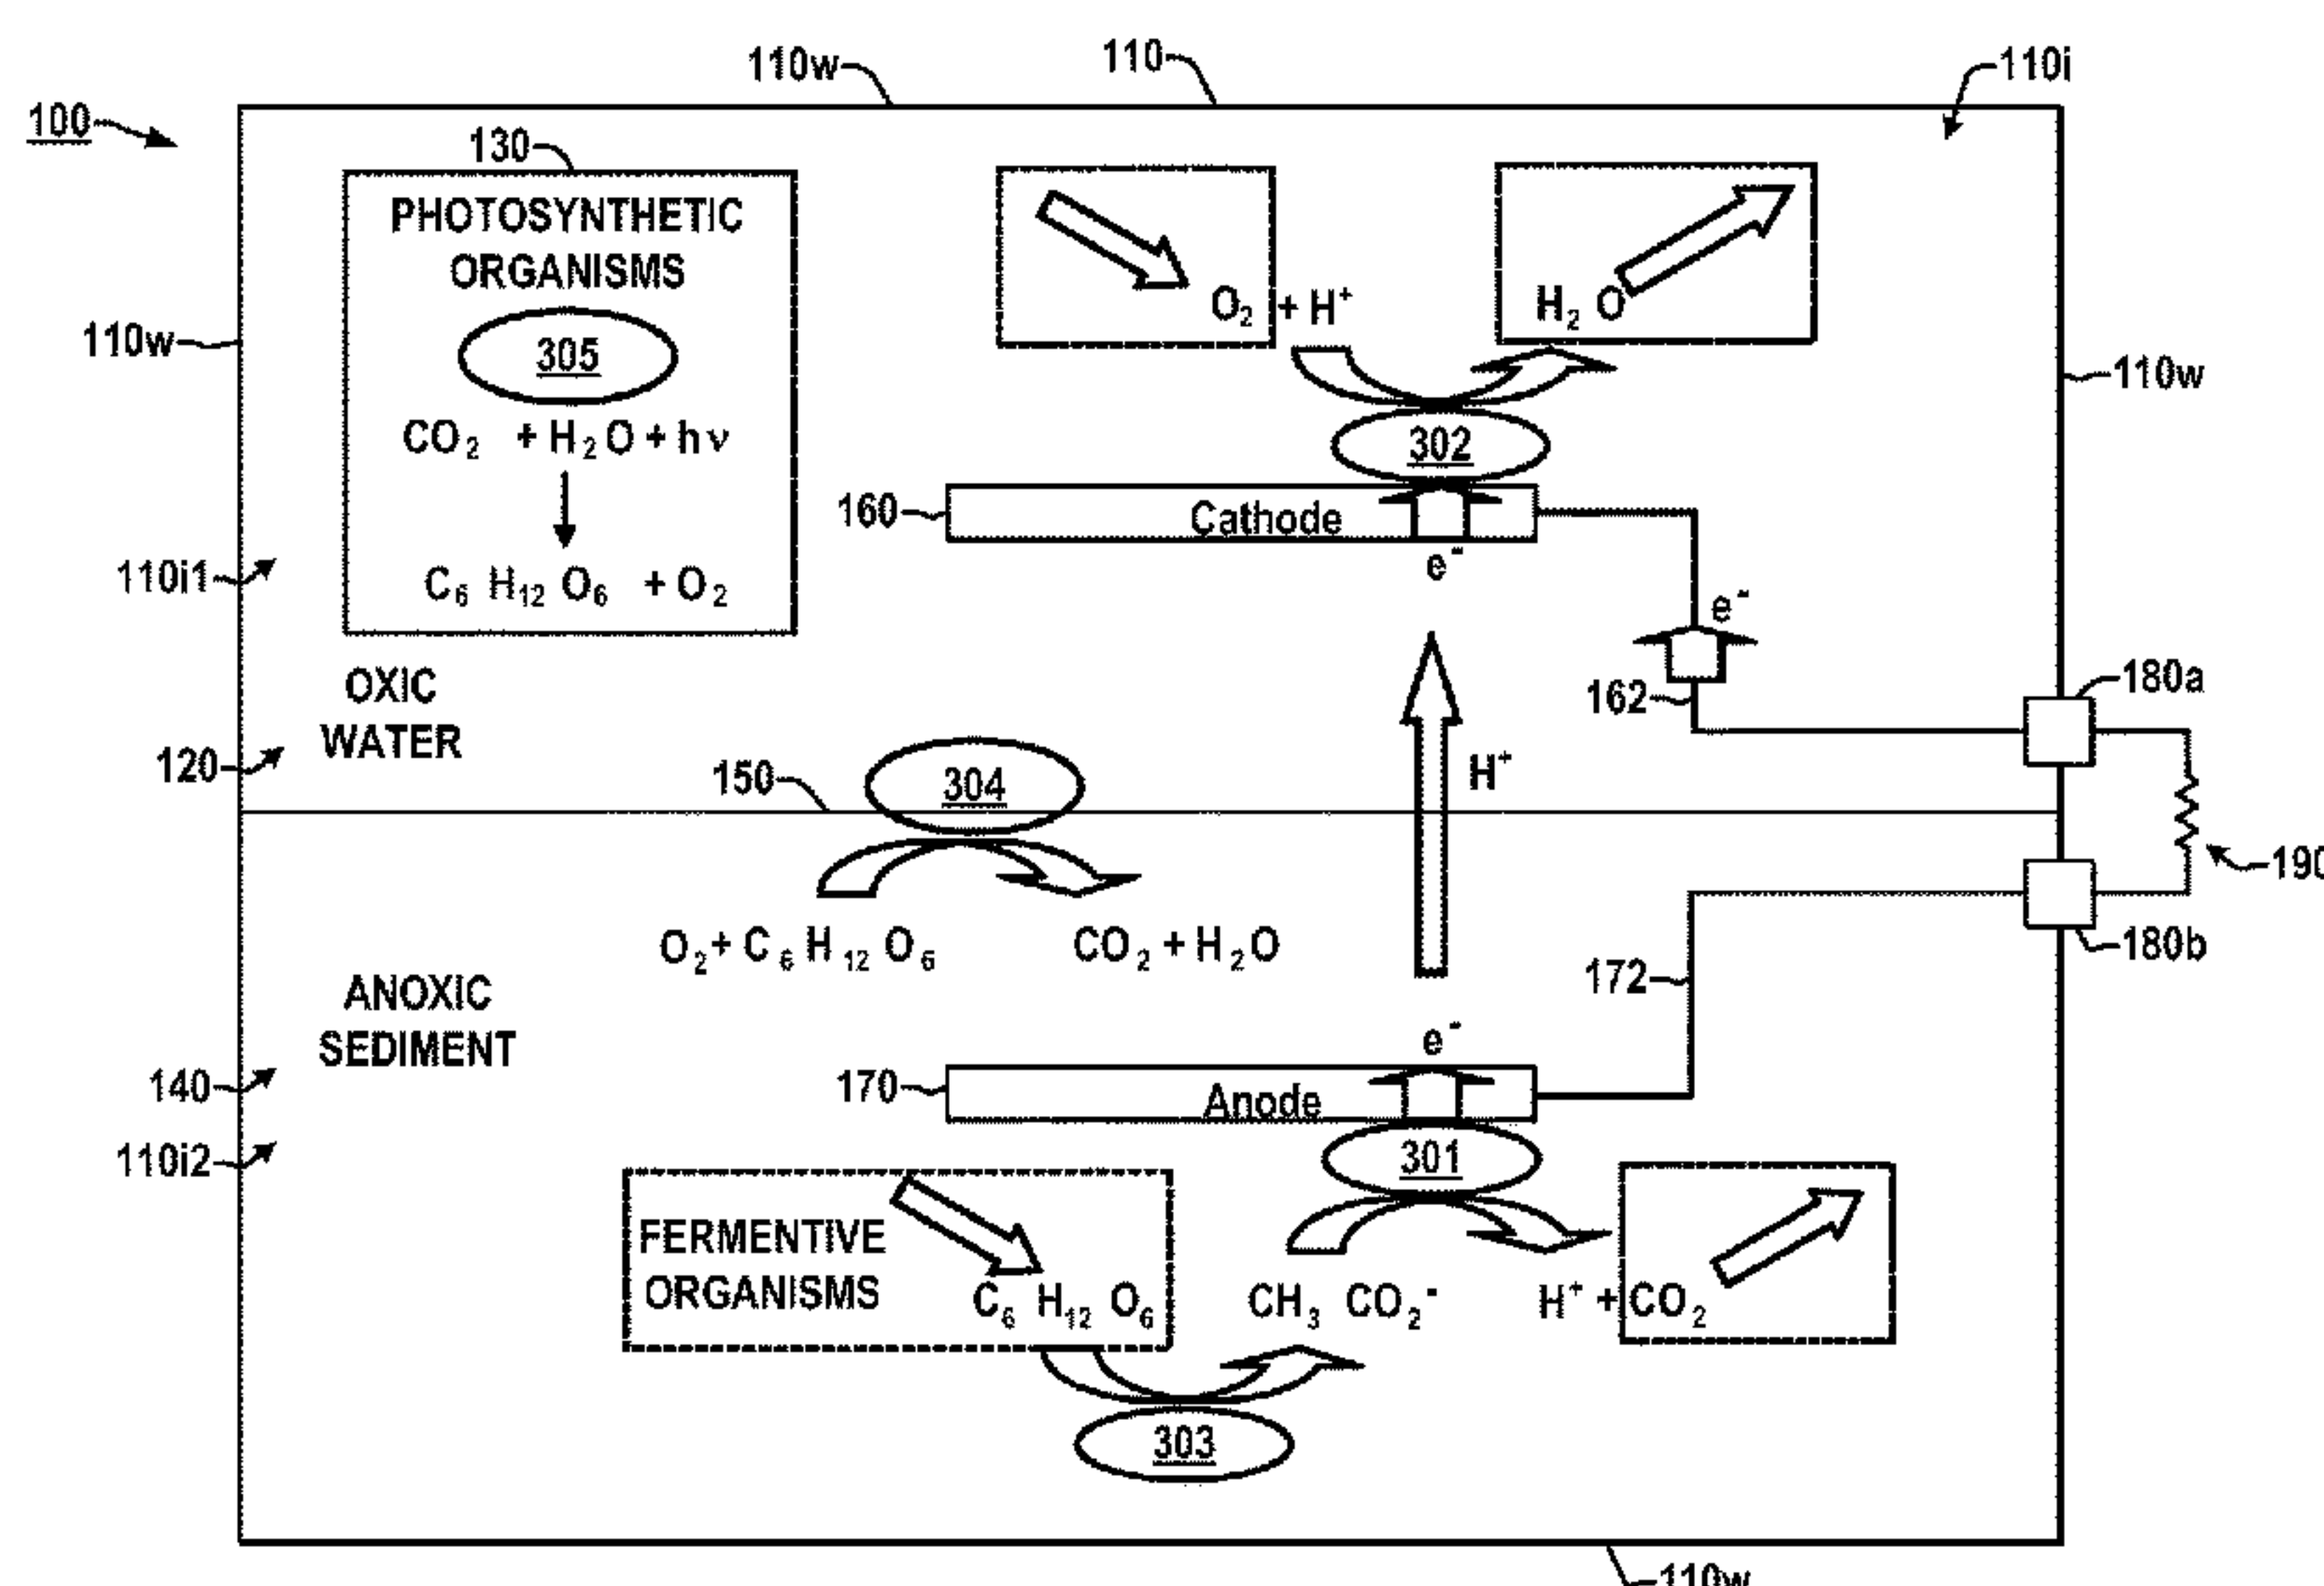 110w
110
110i
100
130
PHOTOSYNTHETIC
ORGANISMS
305
CO₂ + H₂O + hν
C₆ H₁₂ O₆ + O₂
O₂ + H⁺
H₂ O
110w
110w
302
160
Cathode
e⁻
110i1
e⁻
162
180a
OXIC
WATER
120
150
304
H⁺
190
O₂ + C₆ H₁₂ O₆
CO₂ + H₂O
172
180b
ANOXIC
SEDIMENT
e⁻
140
170
Anode
110i2
301
FERMENTIVE
ORGANISMS
C₆ H₁₂ O₆
CH₃ CO₂⁻
H⁺ + CO₂
303
110w